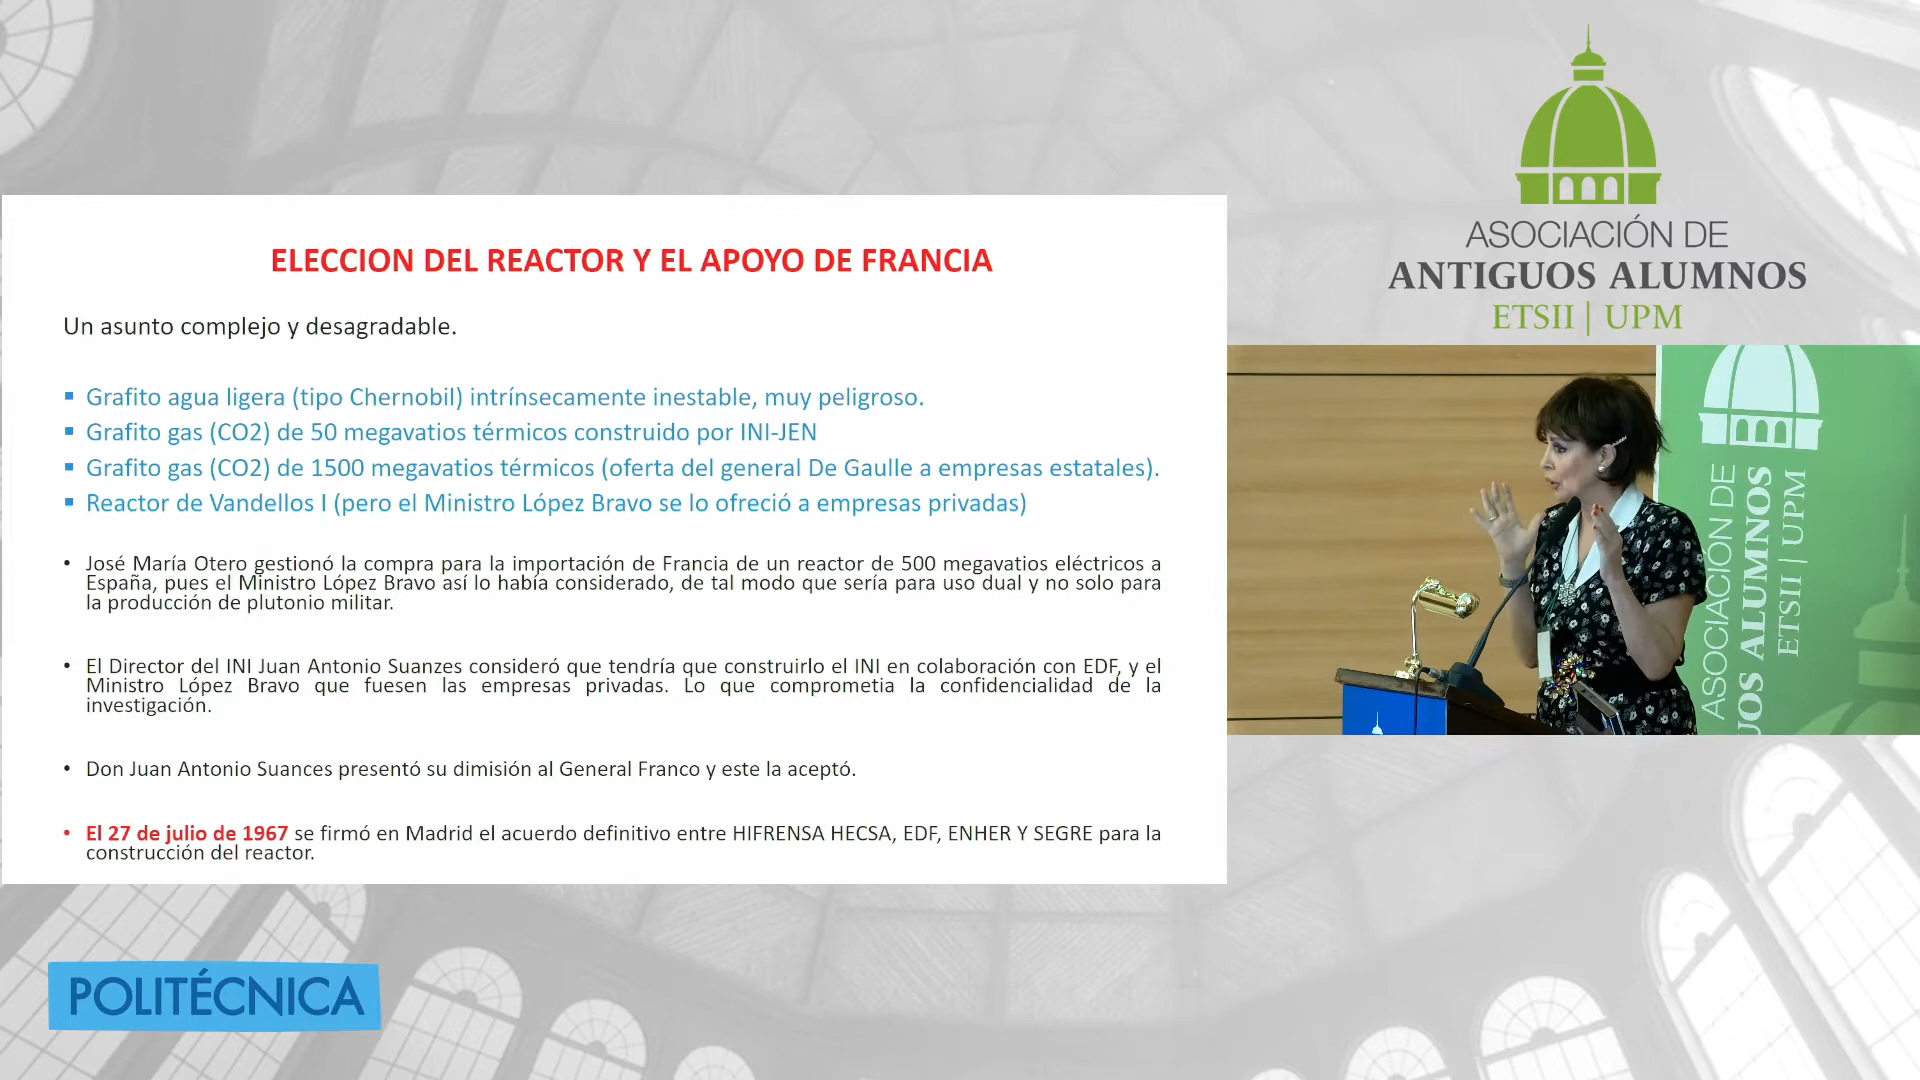 ELECCION DEL REACTOR Y EL APOYO DE FRANCIA
Un asunto complejo y desagradable.
▪ Grafito agua ligera (tipo Chernobil) intrínsecamente inestable, muy peligroso.
▪ Grafito gas (CO2) de 50 megavatios térmicos construido por INI-JEN
▪ Grafito gas (CO2) de 1500 megavatios térmicos (oferta del general De Gaulle a empresas estatales).
▪ Reactor de Vandellos I (pero el Ministro López Bravo se lo ofreció a empresas privadas)
• José María Otero gestionó la compra para la importación de Francia de un reactor de 500 megavatios eléctricos a
España, pues el Ministro López Bravo así lo había considerado, de tal modo que sería para uso dual y no solo para
la producción de plutonio militar.
• El Director del INI Juan Antonio Suanzes consideró que tendría que construirlo el INI en colaboración con EDF, y el
Ministro López Bravo que fuesen las empresas privadas. Lo que comprometia la confidencialidad de la
investigación.
• Don Juan Antonio Suances presentó su dimisión al General Franco y este la aceptó.
• El 27 de julio de 1967 se firmó en Madrid el acuerdo definitivo entre HIFRENSA HECSA, EDF, ENHER Y SEGRE para la
construcción del reactor.
ASOCIACIÓN DE
ANTIGUOS ALUMNOS
ETSII | UPM
ASOCIACIÓN DE
UOS ALUMNOS
ETSII | UPM
POLITÉCNICA